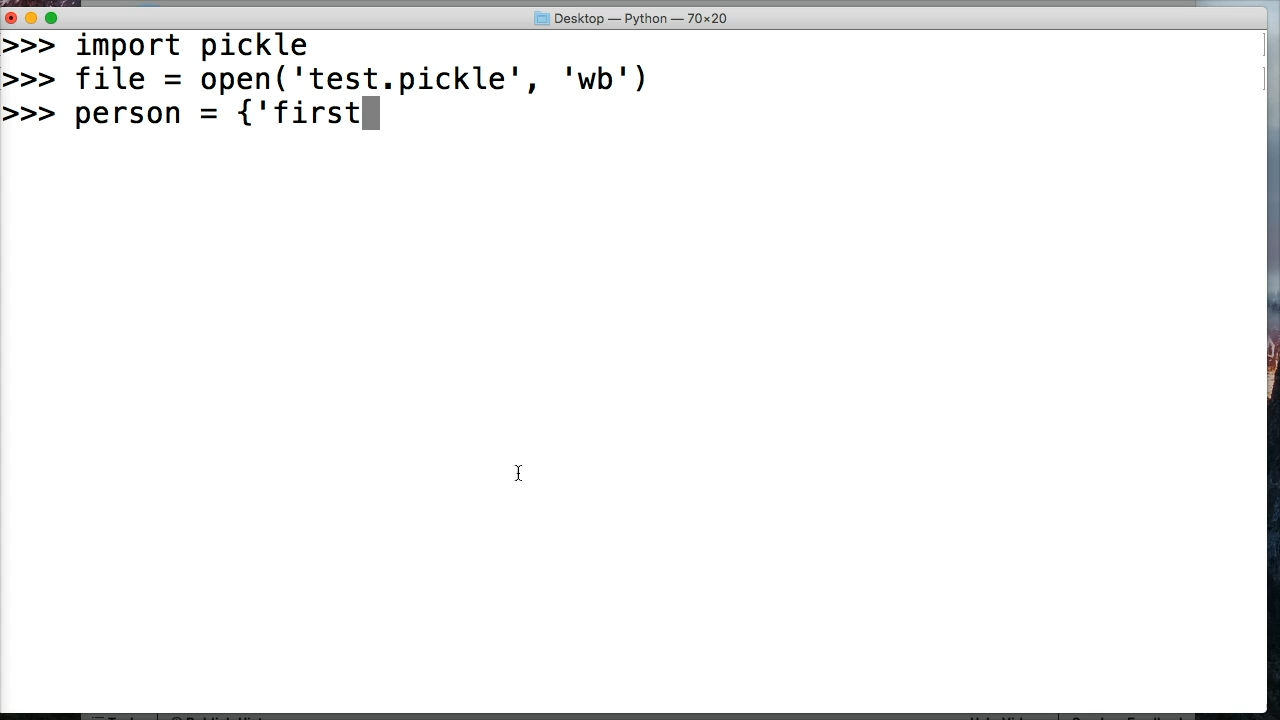 Desktop — Python — 70×20
>>> import pickle
>>> file = open('test.pickle', 'wb')
>>> person = {'first